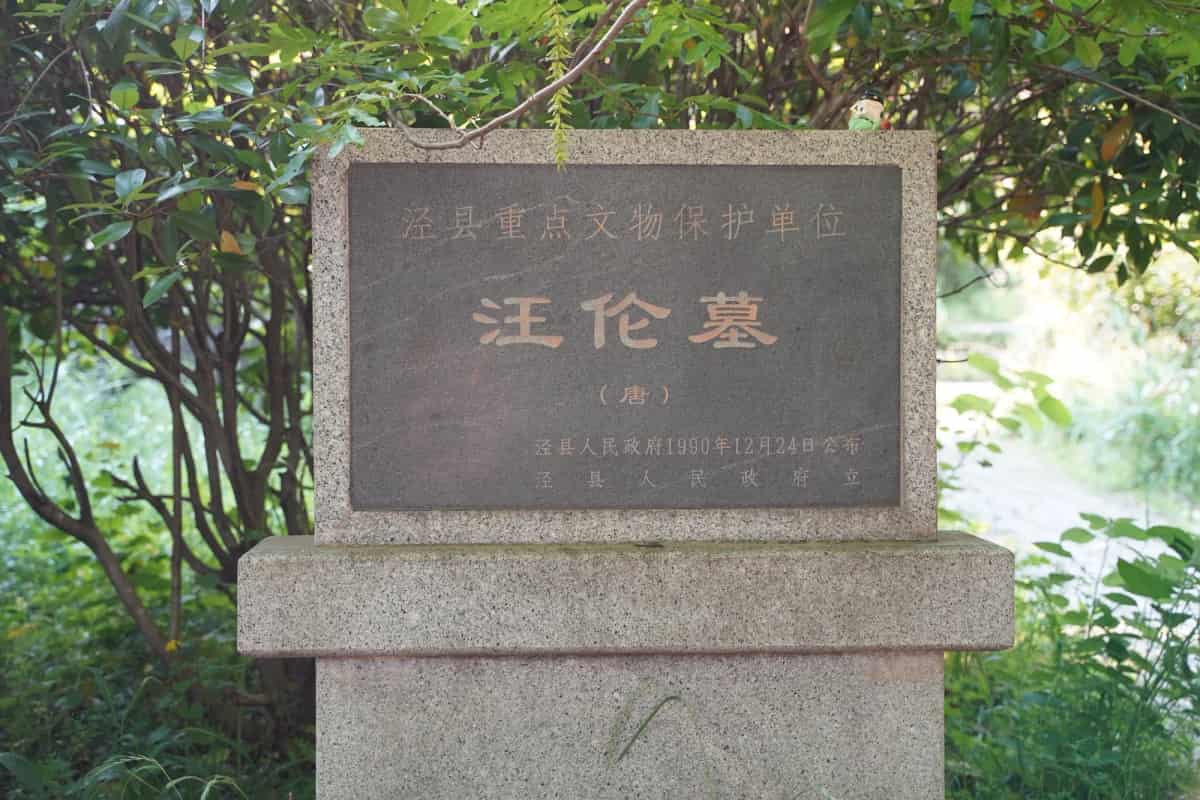 泾县重点文物保护单位
汪伦墓
（唐）
泾县人民政府1990年12月24日公布
泾县人民政府立